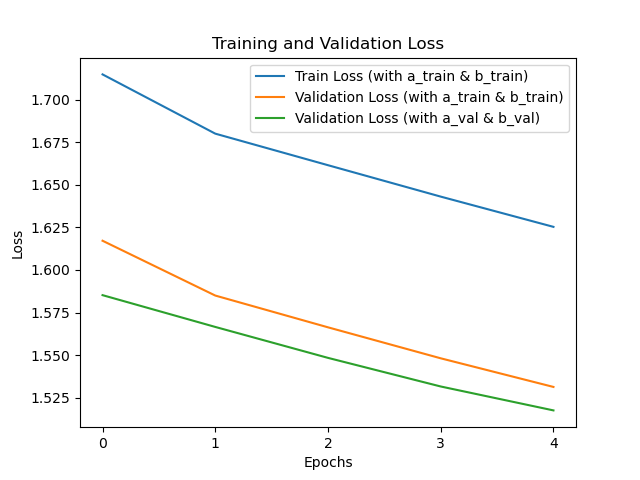 Training and Validation Loss
Train Loss (with a_train & b_train)
Validation Loss (with a_train & b_train)
Validation Loss (with a_val & b_val)
1.700
1.675
1.650
1.625
1.600
1.575
1.550
1.525
Loss
0 1 2 3 4
Epochs